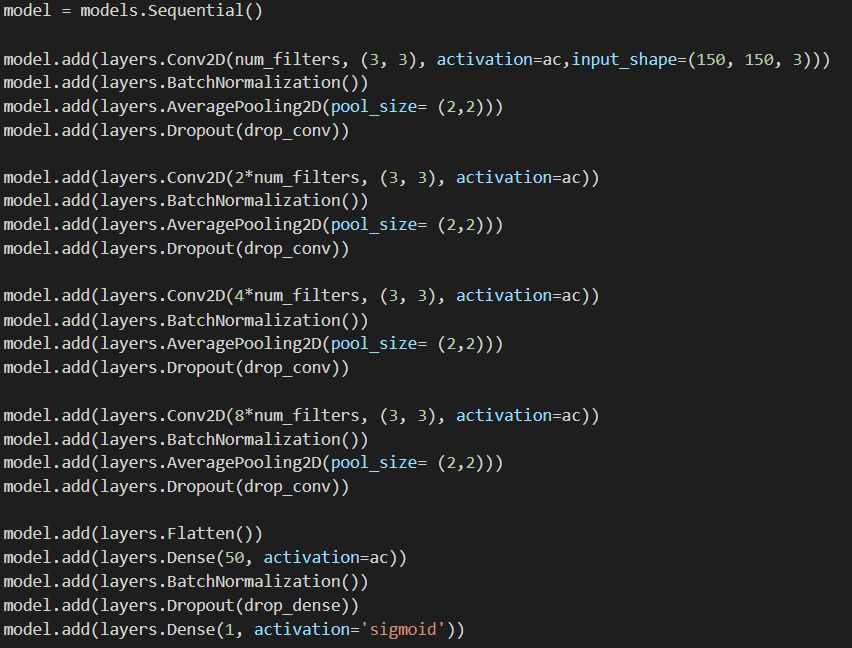 model = models.Sequential()
model.add(layers.Conv2D(num_filters, (3, 3), activation=ac,input_shape=(150, 150, 3)))
model.add(layers.BatchNormalization())
model.add(layers.AveragePooling2D(pool_size= (2,2)))
model.add(layers.Dropout(drop_conv))
model.add(layers.Conv2D(2*num_filters, (3, 3), activation=ac))
model.add(layers.BatchNormalization())
model.add(layers.AveragePooling2D(pool_size= (2,2)))
model.add(layers.Dropout(drop_conv))
model.add(layers.Conv2D(4*num_filters, (3, 3), activation=ac))
model.add(layers.BatchNormalization())
model.add(layers.AveragePooling2D(pool_size= (2,2)))
model.add(layers.Dropout(drop_conv))
model.add(layers.Conv2D(8*num_filters, (3, 3), activation=ac))
model.add(layers.BatchNormalization())
model.add(layers.AveragePooling2D(pool_size= (2,2)))
model.add(layers.Dropout(drop_conv))
model.add(layers.Flatten())
model.add(layers.Dense(50, activation=ac))
model.add(layers.BatchNormalization())
model.add(layers.Dropout(drop_dense))
model.add(layers.Dense(1, activation='sigmoid'))